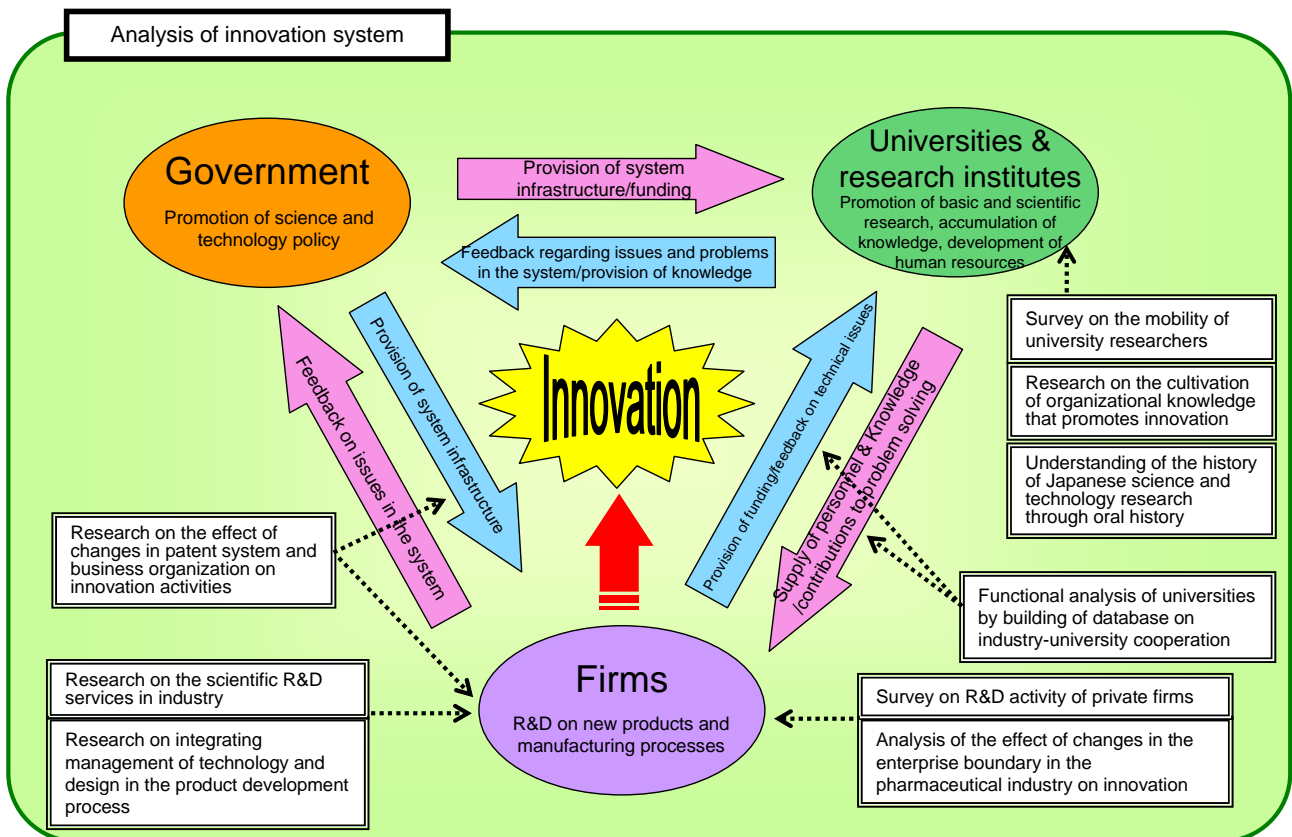 Analysis of innovation system
Government
Promotion of science and
technology policy
Provision of system
infrastructure/funding
Universities &
research institutes
Promotion of basic and scientific
research, accumulation of
knowledge, development of
human resources
Feedback regarding issues and problems
in the system/provision of knowledge
Feedback on issues in the system
Provision of system infrastructure
Innovation
Provision of funding/feedback on technical issues
Supply of personnel & Knowledge
/contributions to problem solving
Survey on the mobility of
university researchers
Research on the cultivation
of organizational knowledge
that promotes innovation
Understanding of the history
of Japanese science and
technology research
through oral history
Research on the effect of
changes in patent system and
business organization on
innovation activities
Functional analysis of universities
by building of database on
industry-university cooperation
Firms
R&D on new products and
manufacturing processes
Research on the scientific R&D
services in industry
Research on integrating
management of technology and
design in the product development
process
Survey on R&D activity of private firms
Analysis of the effect of changes in the
enterprise boundary in the
pharmaceutical industry on innovation